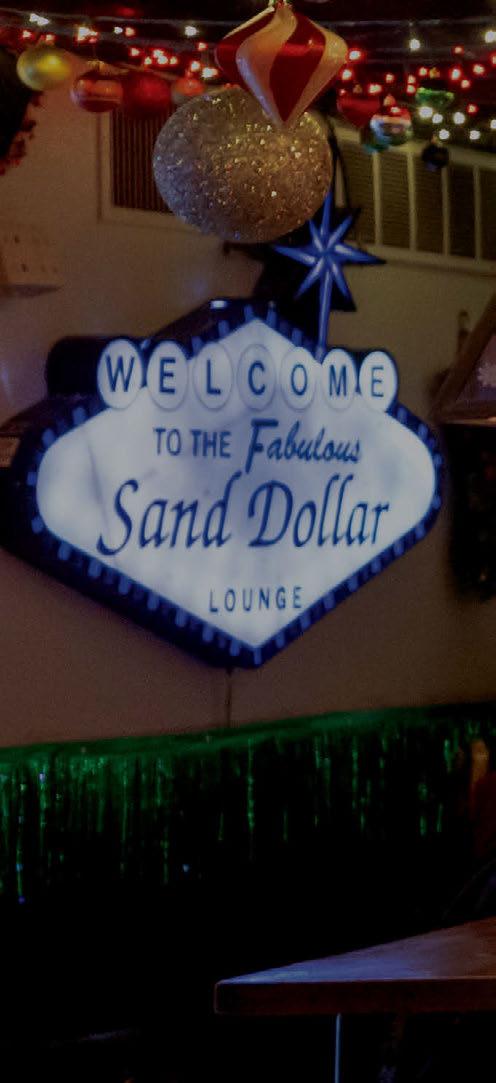 WELCOME
TO THE Fabulous
Sand Dollar
LOUNGE